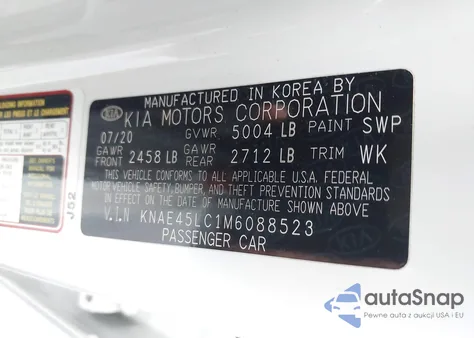 MANUFACTURED IN KOREA BY
KIA KIA MOTORS CORPORATION
07/20 GVWR 5004 LB PAINT SWP
GAWR FRONT 2458 LB GAWR REAR 2712 LB TRIM WK
THIS VEHICLE CONFORMS TO ALL APPLICABLE U.S.A. FEDERAL
MOTOR VEHICLE SAFETY, BUMPER, AND THEFT PREVENTION STANDARDS
IN EFFECT ON THE DATE OF MANUFACTURE SHOWN ABOVE
V.I.N KNAE45LC1M6088523
PASSENGER CAR
KIA
J52
autoSnap
Pewne auta z aukcji USA i EU